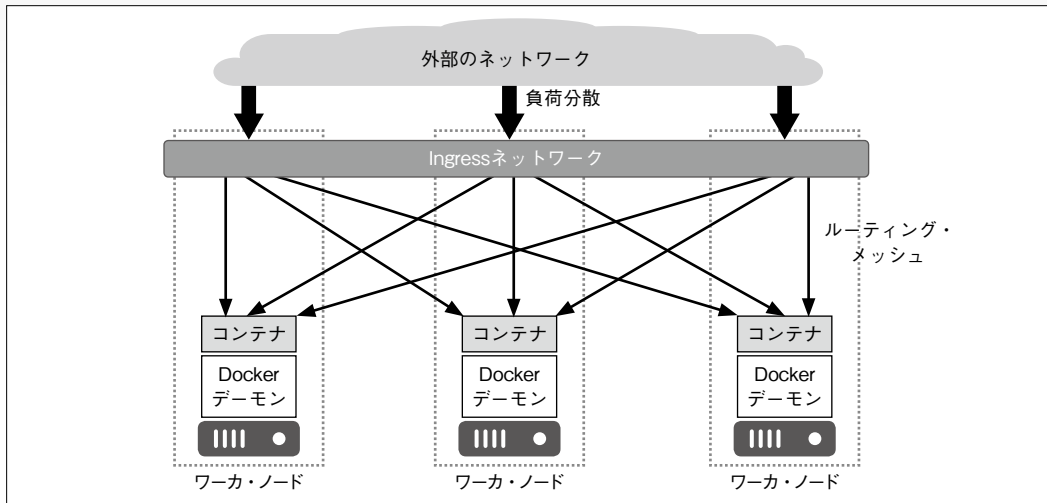 外部のネットワーク
負荷分散
Ingressネットワーク
ルーティング・
メッシュ
コンテナ
コンテナ
コンテナ
Docker
デーモン
Docker
デーモン
Docker
デーモン
ワーカ・ノード
ワーカ・ノード
ワーカ・ノード